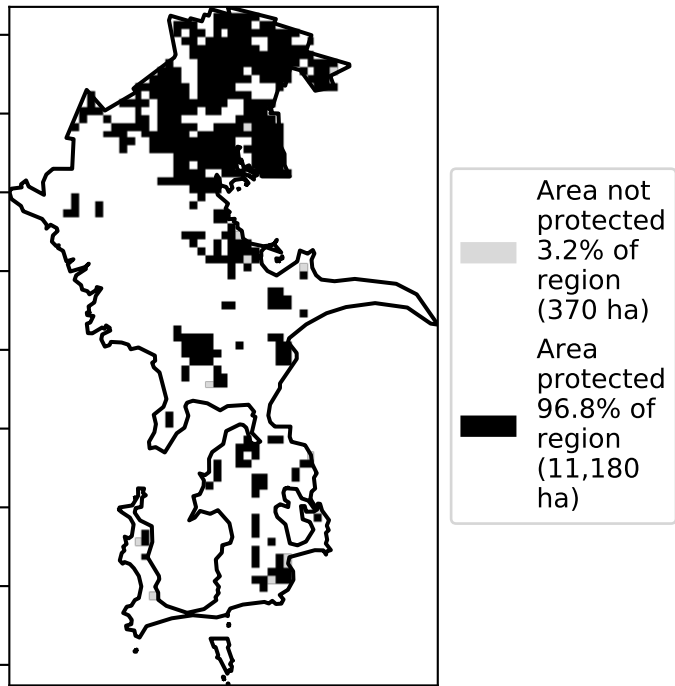 Area not
protected
3.2% of
region
(370 ha)
Area
protected
96.8% of
region
(11,180
ha)